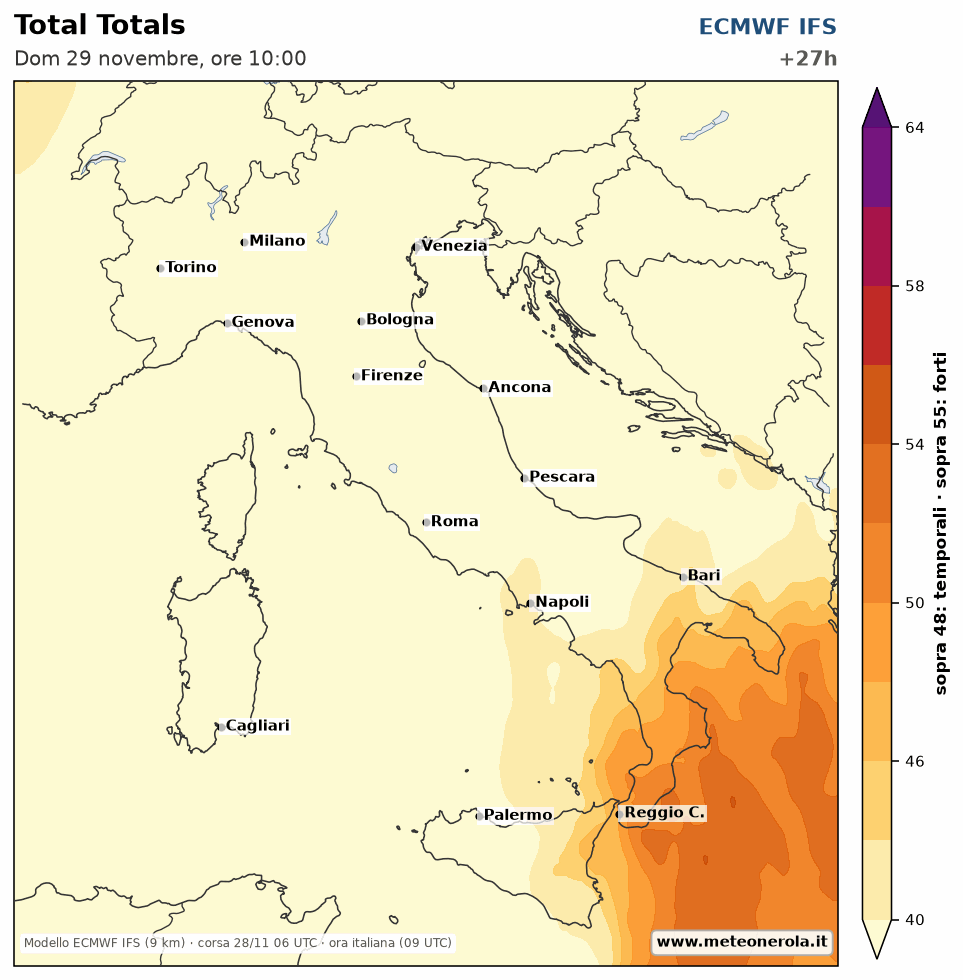 Total Totals
ECMWF IFS
Dom 29 novembre, ore 10:00
+27h
Milano
Venezia
Torino
Genova
Bologna
Firenze
Ancona
Pescara
Roma
Bari
Napoli
Cagliari
Palermo
Reggio C.
64
58
54
50
46
40
sopra 48: temporali · sopra 55: forti
Modello ECMWF IFS (9 km) · corsa 28/11 06 UTC · ora italiana (09 UTC)
www.meteonerola.it